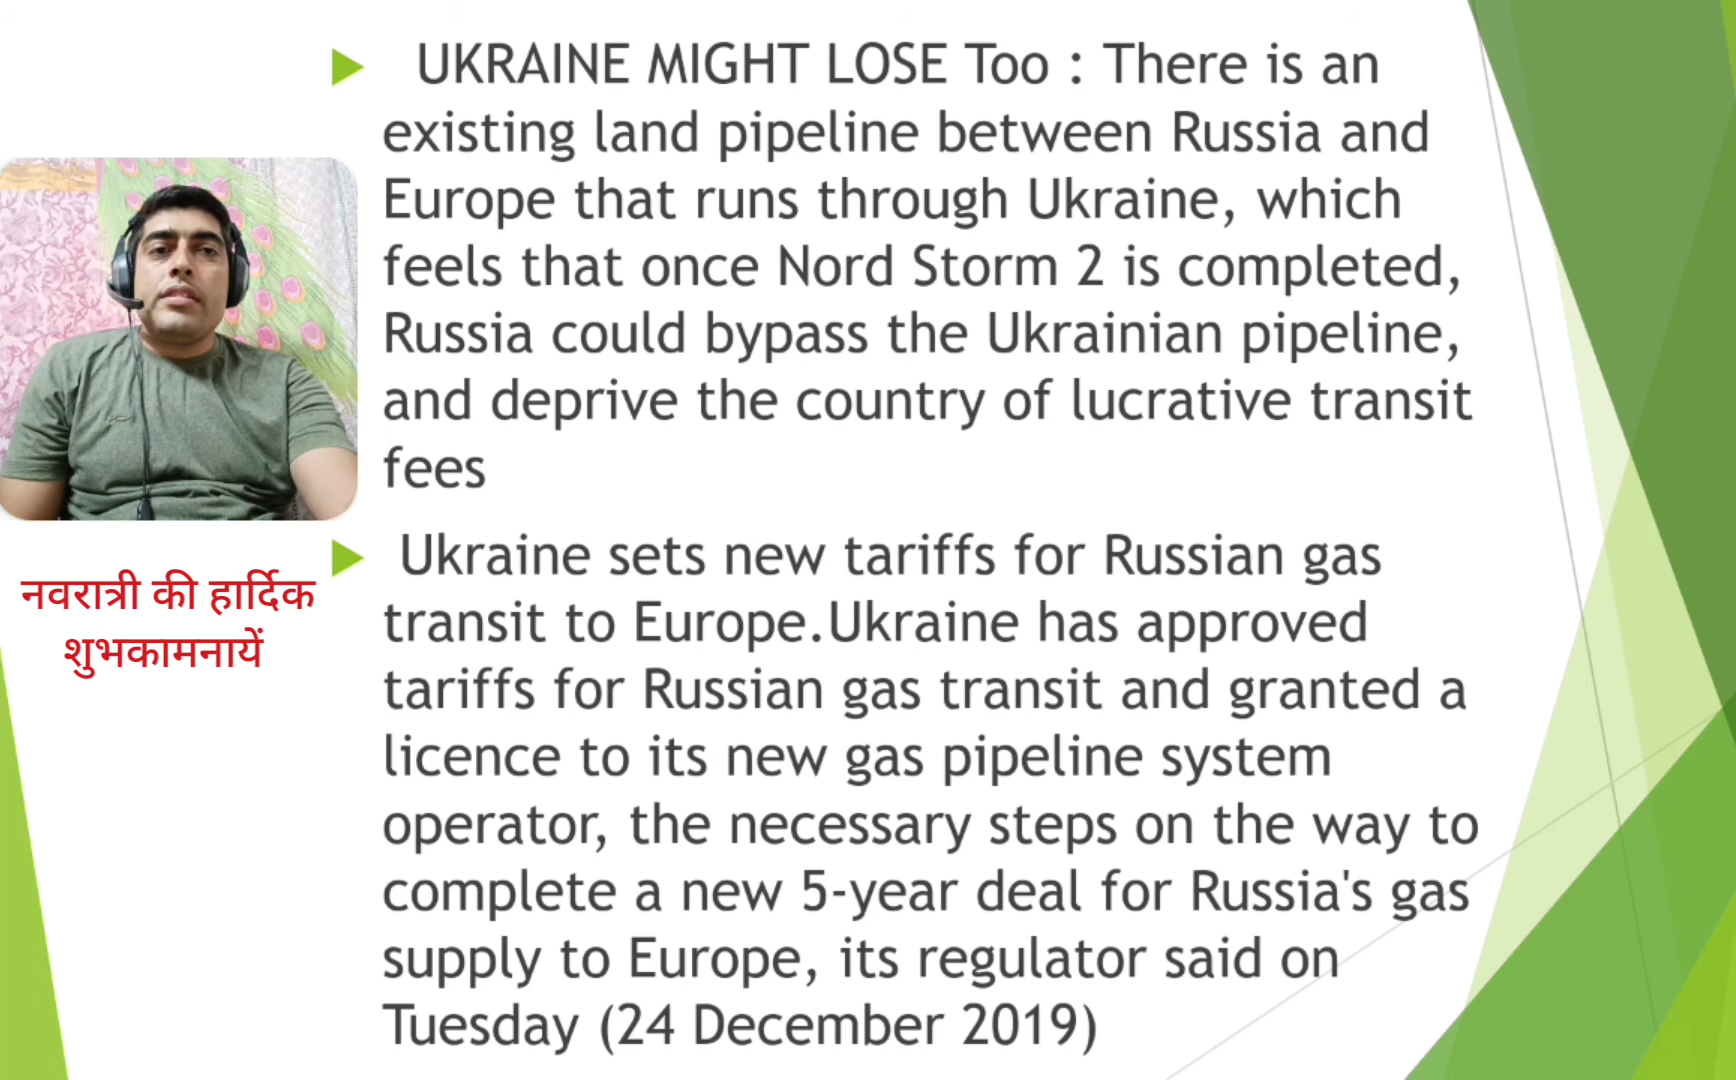 UKRAINE MIGHT LOSE Too : There is an
existing land pipeline between Russia and
Europe that runs through Ukraine, which
feels that once Nord Storm 2 is completed,
Russia could bypass the Ukrainian pipeline,
and deprive the country of lucrative transit
fees
Ukraine sets new tariffs for Russian gas
transit to Europe.Ukraine has approved
tariffs for Russian gas transit and granted a
licence to its new gas pipeline system
operator, the necessary steps on the way to
complete a new 5-year deal for Russia's gas
supply to Europe, its regulator said on
Tuesday (24 December 2019)
नवरात्री की हार्दिक
शुभकामनायें